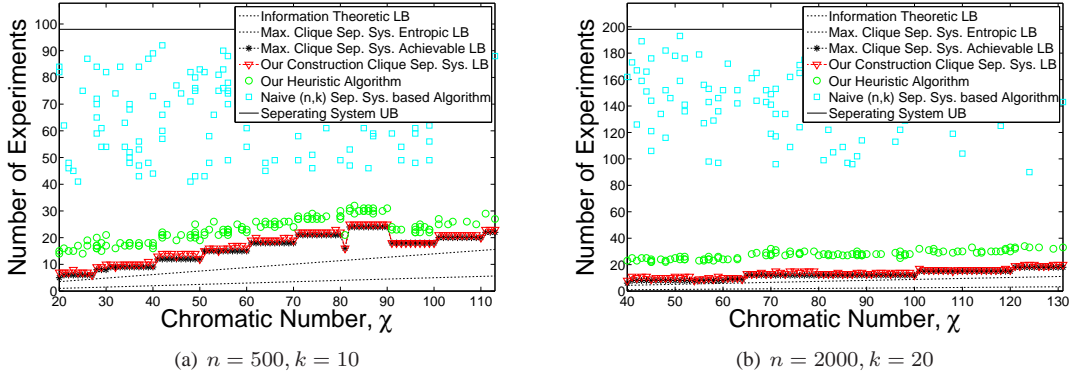 Number of Experiments
100
90
80
70
60
50
40
30
20
10
0
20
30
40
50
60
70
80
90
100
110
Chromatic Number, χ
Information Theoretic LB
Max. Clique Sep. Sys. Entropic LB
Max. Clique Sep. Sys. Achievable LB
Our Construction Clique Sep. Sys. LB
Our Heuristic Algorithm
Naive (n,k) Sep. Sys. based Algorithm
Seperating System UB
(a) n = 500, k = 10
Number of Experiments
200
180
160
140
120
100
80
60
40
20
0
40
50
60
70
80
90
100
110
120
130
Chromatic Number, χ
Information Theoretic LB
Max. Clique Sep. Sys. Entropic LB
Max. Clique Sep. Sys. Achievable LB
Our Construction Clique Sep. Sys. LB
Our Heuristic Algorithm
Naive (n,k) Sep. Sys. based Algorithm
Seperating System UB
(b) n = 2000, k = 20